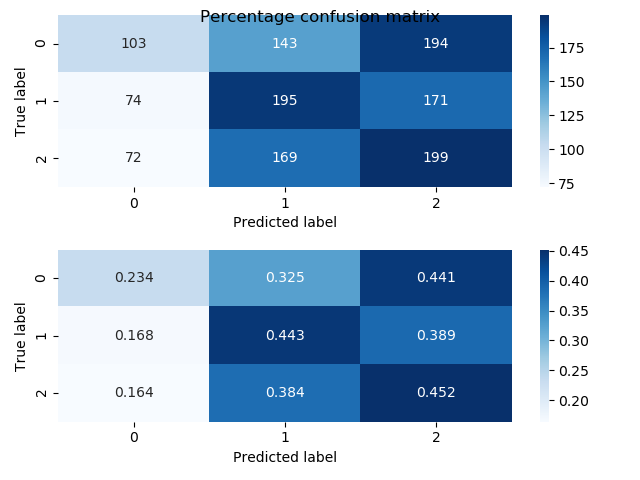 Percentage confusion matrix
0 103 143 194
1 74 195 171
2 72 169 199
0 1 2
True label
Predicted label
175
150
125
100
75
0 0.234 0.325 0.441
1 0.168 0.443 0.389
2 0.164 0.384 0.452
0 1 2
True label
Predicted label
0.45
0.40
0.35
0.30
0.25
0.20